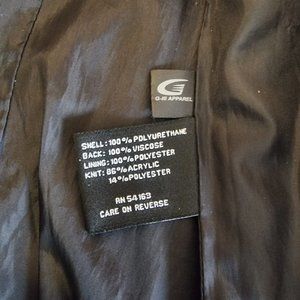 G-III APPAREL
SHELL: 100% POLYURETHANE
BACK: 100% VISCOSE
LINING: 100% POLYESTER
KNIT: 86% ACRYLIC
14% POLYESTER
RN 54163
CARE ON REVERSE